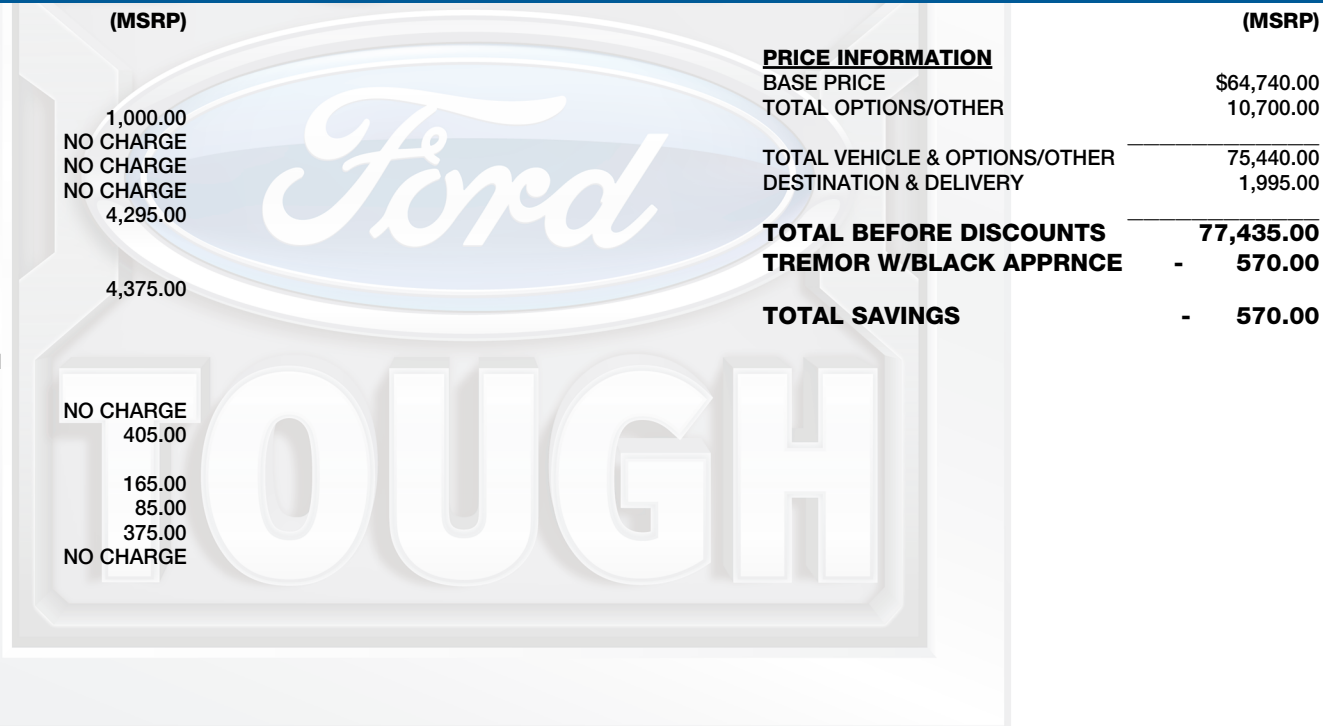 (MSRP)
1,000.00
NO CHARGE
NO CHARGE
NO CHARGE
4,295.00
4,375.00
NO CHARGE
405.00
165.00
85.00
375.00
NO CHARGE
Ford
TOUGH
(MSRP)
PRICE INFORMATION
BASE PRICE $64,740.00
TOTAL OPTIONS/OTHER 10,700.00
TOTAL VEHICLE & OPTIONS/OTHER 75,440.00
DESTINATION & DELIVERY 1,995.00
TOTAL BEFORE DISCOUNTS 77,435.00
TREMOR W/BLACK APPRNCE - 570.00
TOTAL SAVINGS - 570.00